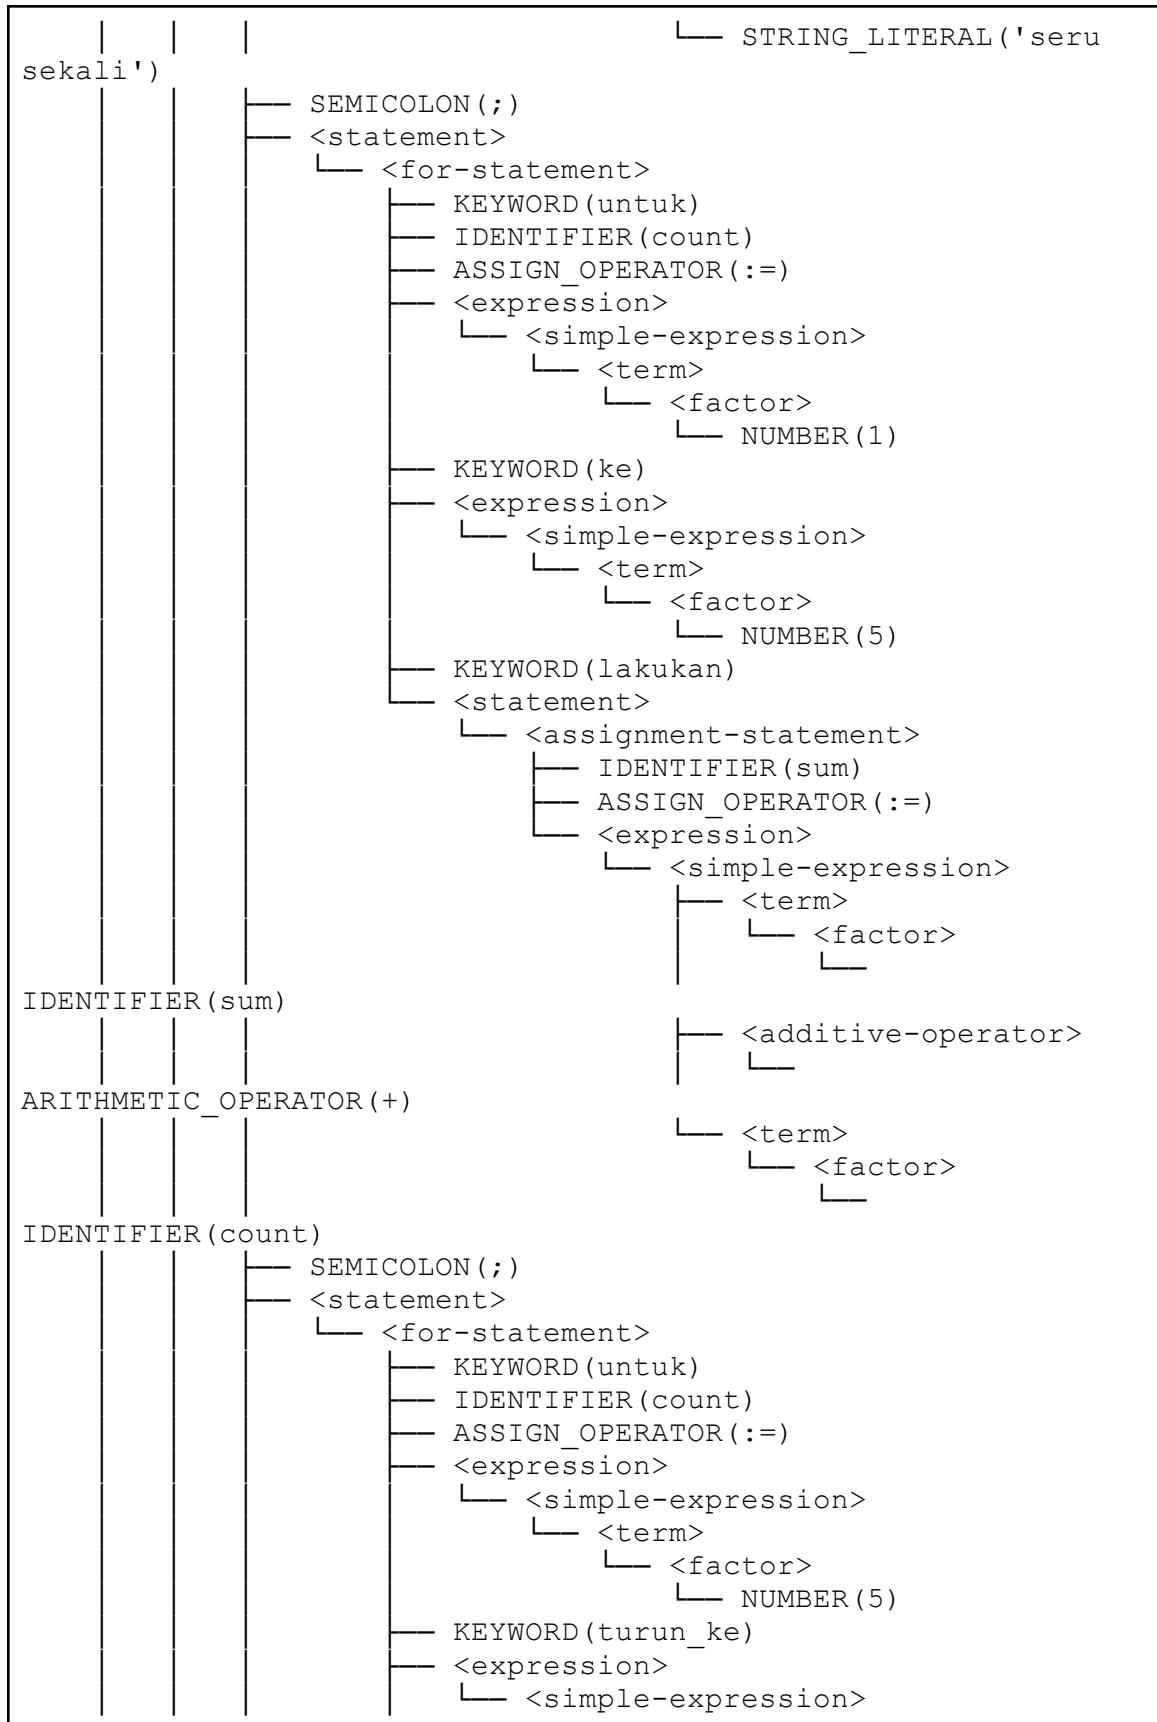 │   │   │                       └── STRING_LITERAL('seru
sekali')
│   │   ├── SEMICOLON(;)
│   │   ├── <statement>
│   │   │   └── <for-statement>
│   │   │       ├── KEYWORD(untuk)
│   │   │       ├── IDENTIFIER(count)
│   │   │       ├── ASSIGN_OPERATOR(:=)
│   │   │       ├── <expression>
│   │   │       │   └── <simple-expression>
│   │   │       │       └── <term>
│   │   │       │           └── <factor>
│   │   │       │               └── NUMBER(1)
│   │   │       ├── KEYWORD(ke)
│   │   │       ├── <expression>
│   │   │       │   └── <simple-expression>
│   │   │       │       └── <term>
│   │   │       │           └── <factor>
│   │   │       │               └── NUMBER(5)
│   │   │       ├── KEYWORD(lakukan)
│   │   │       └── <statement>
│   │   │           └── <assignment-statement>
│   │   │               ├── IDENTIFIER(sum)
│   │   │               ├── ASSIGN_OPERATOR(:=)
│   │   │               └── <expression>
│   │   │                   └── <simple-expression>
│   │   │                       ├── <term>
│   │   │                       │   └── <factor>
│   │   │                       │       └──
IDENTIFIER(sum)
│   │   │                       ├── <additive-operator>
│   │   │                       │   └──
ARITHMETIC_OPERATOR(+)
│   │   │                       └── <term>
│   │   │                           └── <factor>
│   │   │                               └──
IDENTIFIER(count)
│   │   ├── SEMICOLON(;)
│   │   ├── <statement>
│   │   │   └── <for-statement>
│   │   │       ├── KEYWORD(untuk)
│   │   │       ├── IDENTIFIER(count)
│   │   │       ├── ASSIGN_OPERATOR(:=)
│   │   │       ├── <expression>
│   │   │       │   └── <simple-expression>
│   │   │       │       └── <term>
│   │   │       │           └── <factor>
│   │   │       │               └── NUMBER(5)
│   │   │       ├── KEYWORD(turun_ke)
│   │   │       ├── <expression>
│   │   │       │   └── <simple-expression>